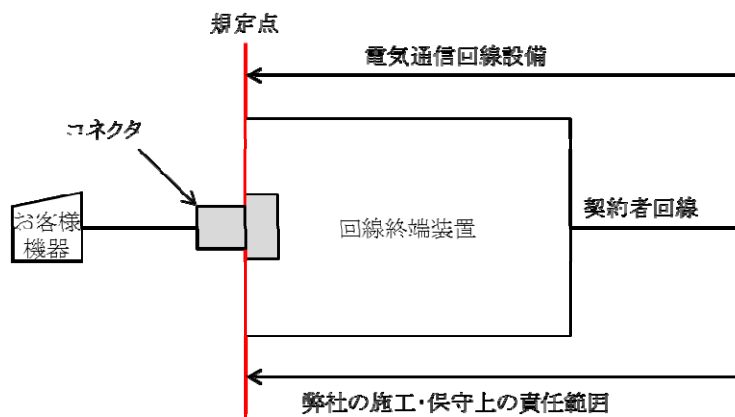 規定点
電気通信回線設備
コネクタ
お客様
機器
回線終端装置
契約者回線
弊社の施工・保守上の責任範囲